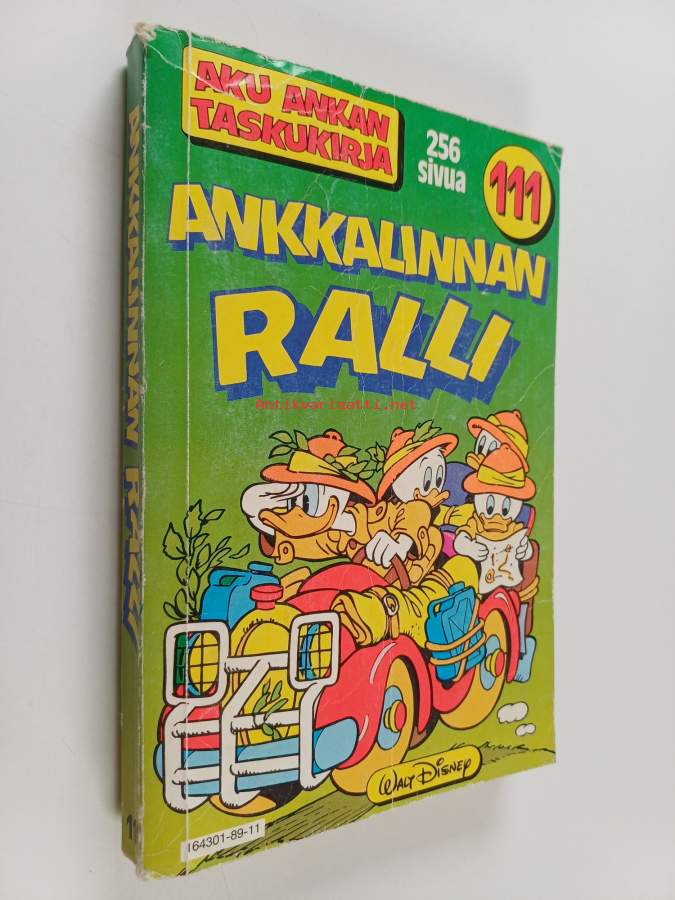 AKU ANKAN
TASKUKIRJA
256
sivua
111
ANKKALINNAN
RALLI
Antikvariaatti.net
WALT DISNEY
164301-89-11
ANKKALINNAN RALLI
111